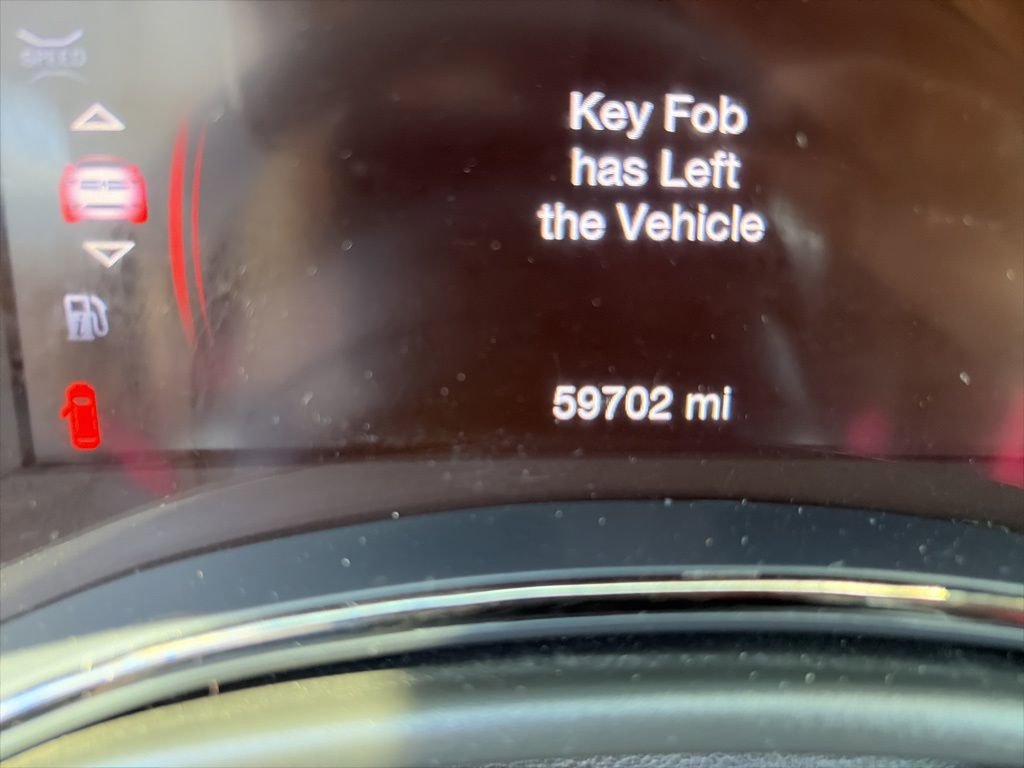 SPEED
Key Fob
has Left
the Vehicle
59702 mi